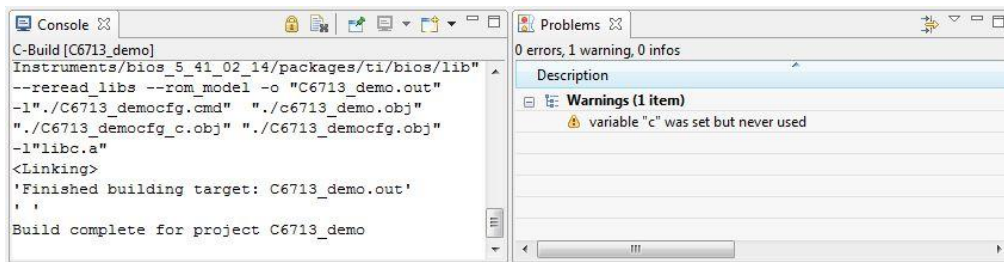 Console
C-Build [C6713_demo]
Instruments/bios_5_41_02_14/packages/ti/bios/lib"
--reread_libs --rom_model -o "C6713_demo.out"
-l"./C6713_democfg.cmd"  "./c_demo.obj"
"./C6713_democfg_c.obj" "./C6713_democfg.obj"
-l"libc.a"
<Linking>
'Finished building target: C6713_demo.out'
' '
Build complete for project C6713_demo
Problems
0 errors, 1 warning, 0 infos
Description
Warnings (1 item)
variable "c" was set but never used